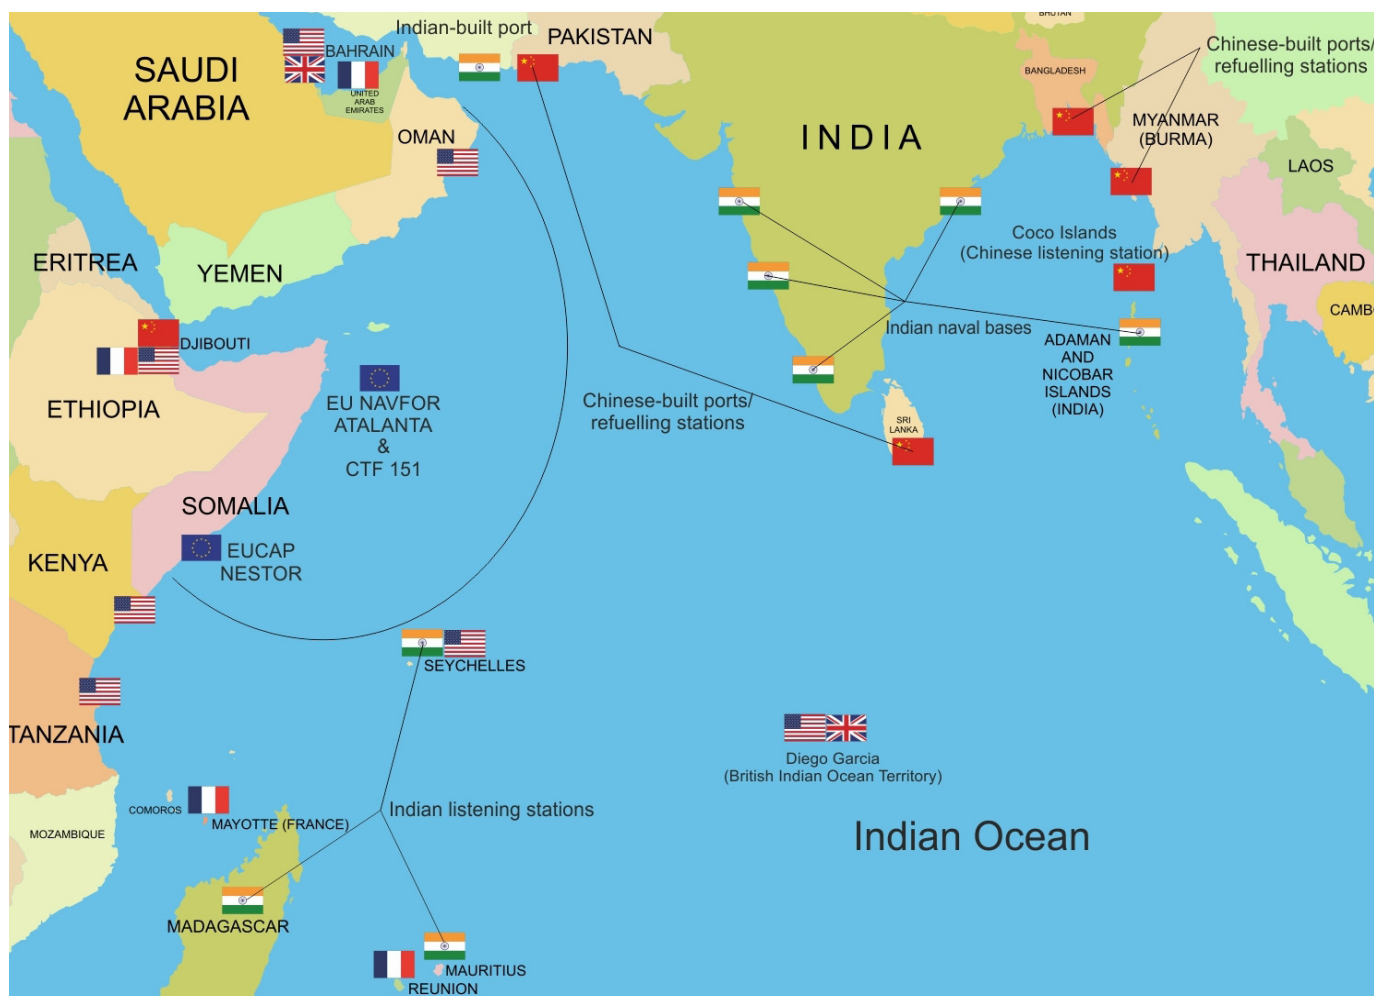 Indian-built port
BHUTAN
PAKISTAN
Chinese-built ports/
refuelling stations
BAHRAIN
SAUDI
ARABIA
UNITED
ARAB
EMIRATES
BANGLADESH
OMAN
INDIA
MYANMAR
(BURMA)
LAOS
Coco Islands
(Chinese listening station)
ERITREA
YEMEN
THAILAND
CAMBO
Indian naval bases
DJIBOUTI
ADAMAN
AND
NICOBAR
ISLANDS
(INDIA)
ETHIOPIA
EU NAVFOR
ATALANTA
&
CTF 151
Chinese-built ports/
refuelling stations
SRI
LANKA
SOMALIA
EUCAP
NESTOR
KENYA
SEYCHELLES
TANZANIA
Diego Garcia
(British Indian Ocean Territory)
COMOROS
MAYOTTE (FRANCE)
Indian listening stations
MOZAMBIQUE
Indian Ocean
MADAGASCAR
MAURITIUS
REUNION